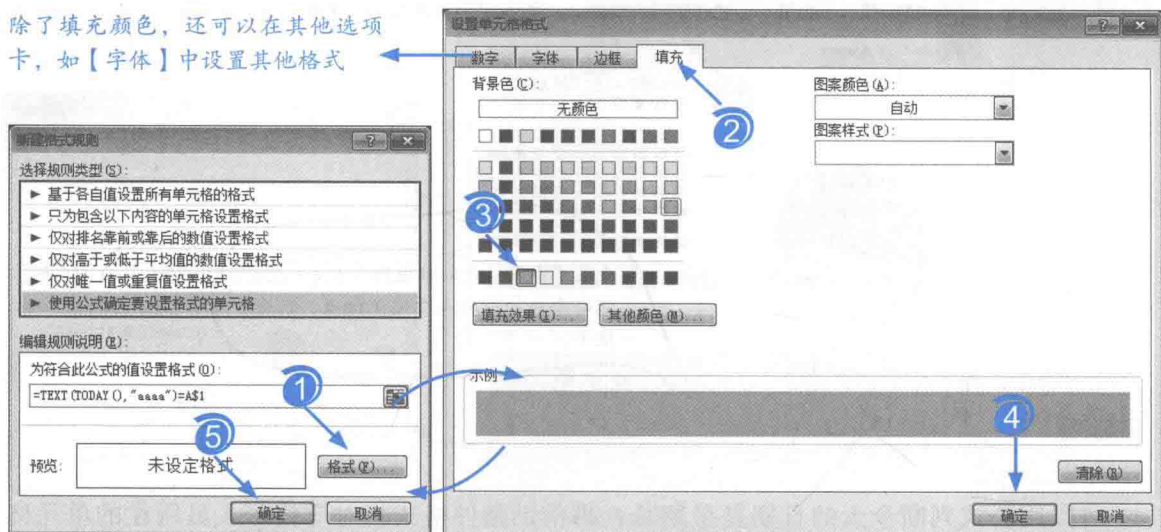 除了填充颜色，还可以在其他选项
卡，如【字体】中设置其他格式
新建格式规则
选择规则类型(S):
► 基于各自值设置所有单元格的格式
► 只为包含以下内容的单元格设置格式
► 仅对排名靠前或靠后的数值设置格式
► 仅对高于或低于平均值的数值设置格式
► 仅对唯一值或重复值设置格式
► 使用公式确定要设置格式的单元格
编辑规则说明(E):
为符合此公式的值设置格式(O):
=TEXT(TODAY(),"aaaa")=A$1
1
5
预览:
未设定格式
格式(F)...
确定
取消
设置单元格格式
数字
字体
边框
填充
2
背景色(C):
无颜色
3
填充效果(I)...
其他颜色(M)...
图案颜色(A):
自动
图案样式(P):
示例
4
清除(R)
确定
取消